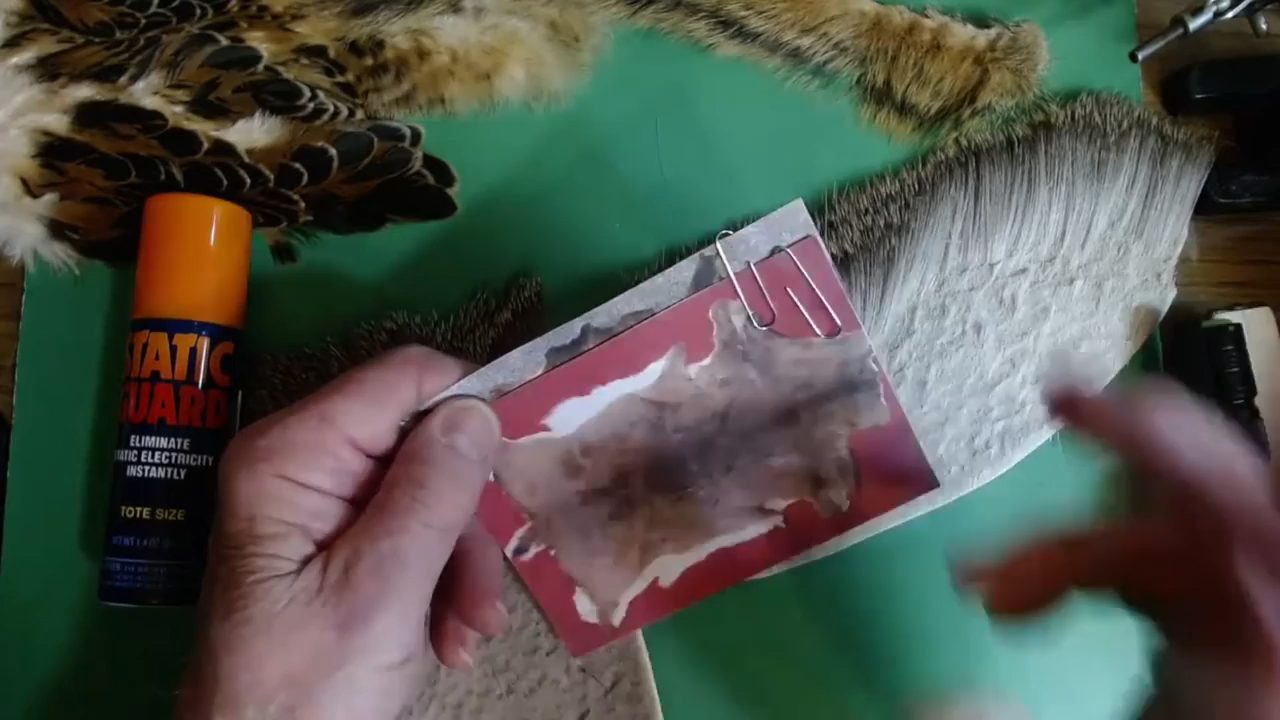 STATIC
GUARD
ELIMINATE
STATIC ELECTRICITY
INSTANTLY
TOTE SIZE